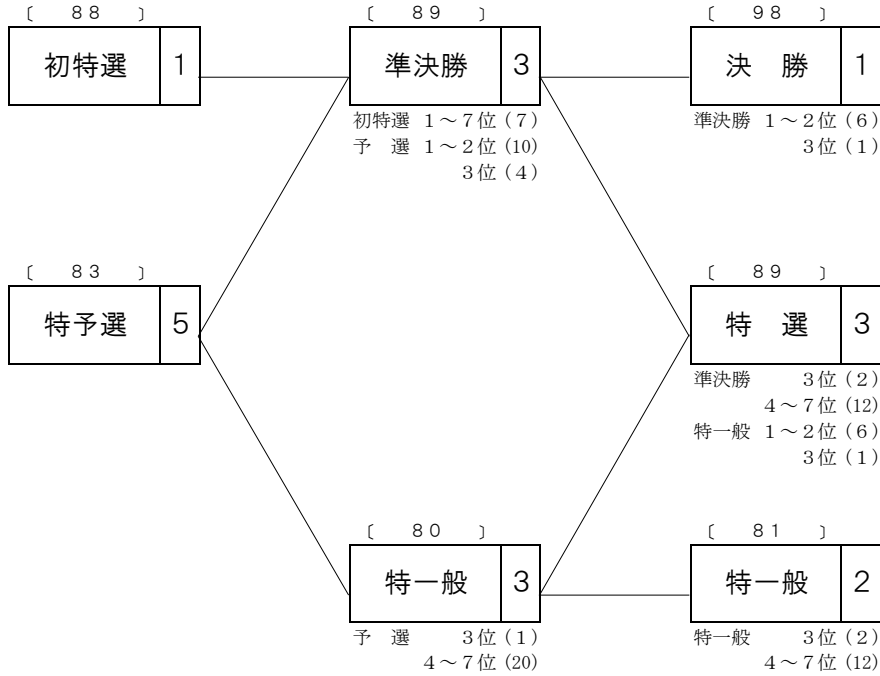 〔　８８　〕
初特選 1
〔　８９　〕
準決勝 3
初特選 １～７位（７）
予　選 １～２位（10）
３位（４）
〔　９８　〕
決　勝 1
準決勝 １～２位（６）
３位（１）
〔　８３　〕
特予選 5
〔　８９　〕
特　選 3
準決勝　３位（２）
４～７位（12）
特一般 １～２位（６）
３位（１）
〔　８０　〕
特一般 3
予　選　３位（１）
４～７位（20）
〔　８１　〕
特一般 2
特一般　３位（２）
４～７位（12）